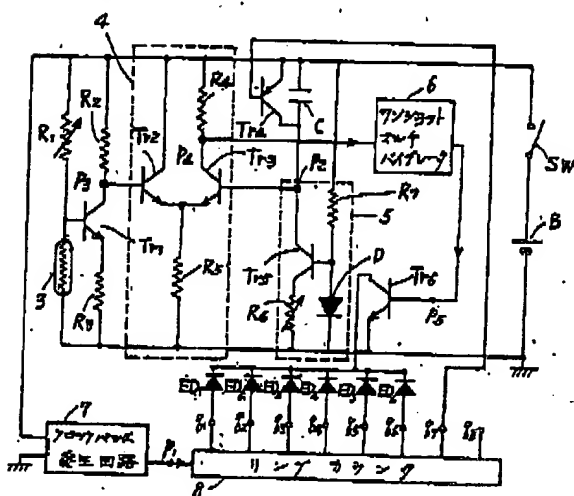 4
R1
R2
P3
Tr2
R4
P4
Tr3
Tr4
C
P2
6
ワンショット
マルチ
バイブレータ
SW
B
3
Tr1
R8
R5
R7
5
Tr5
D
R6
Tr6
P5
7
クロックパルス
発生回路
P1
リングカウンタ
8